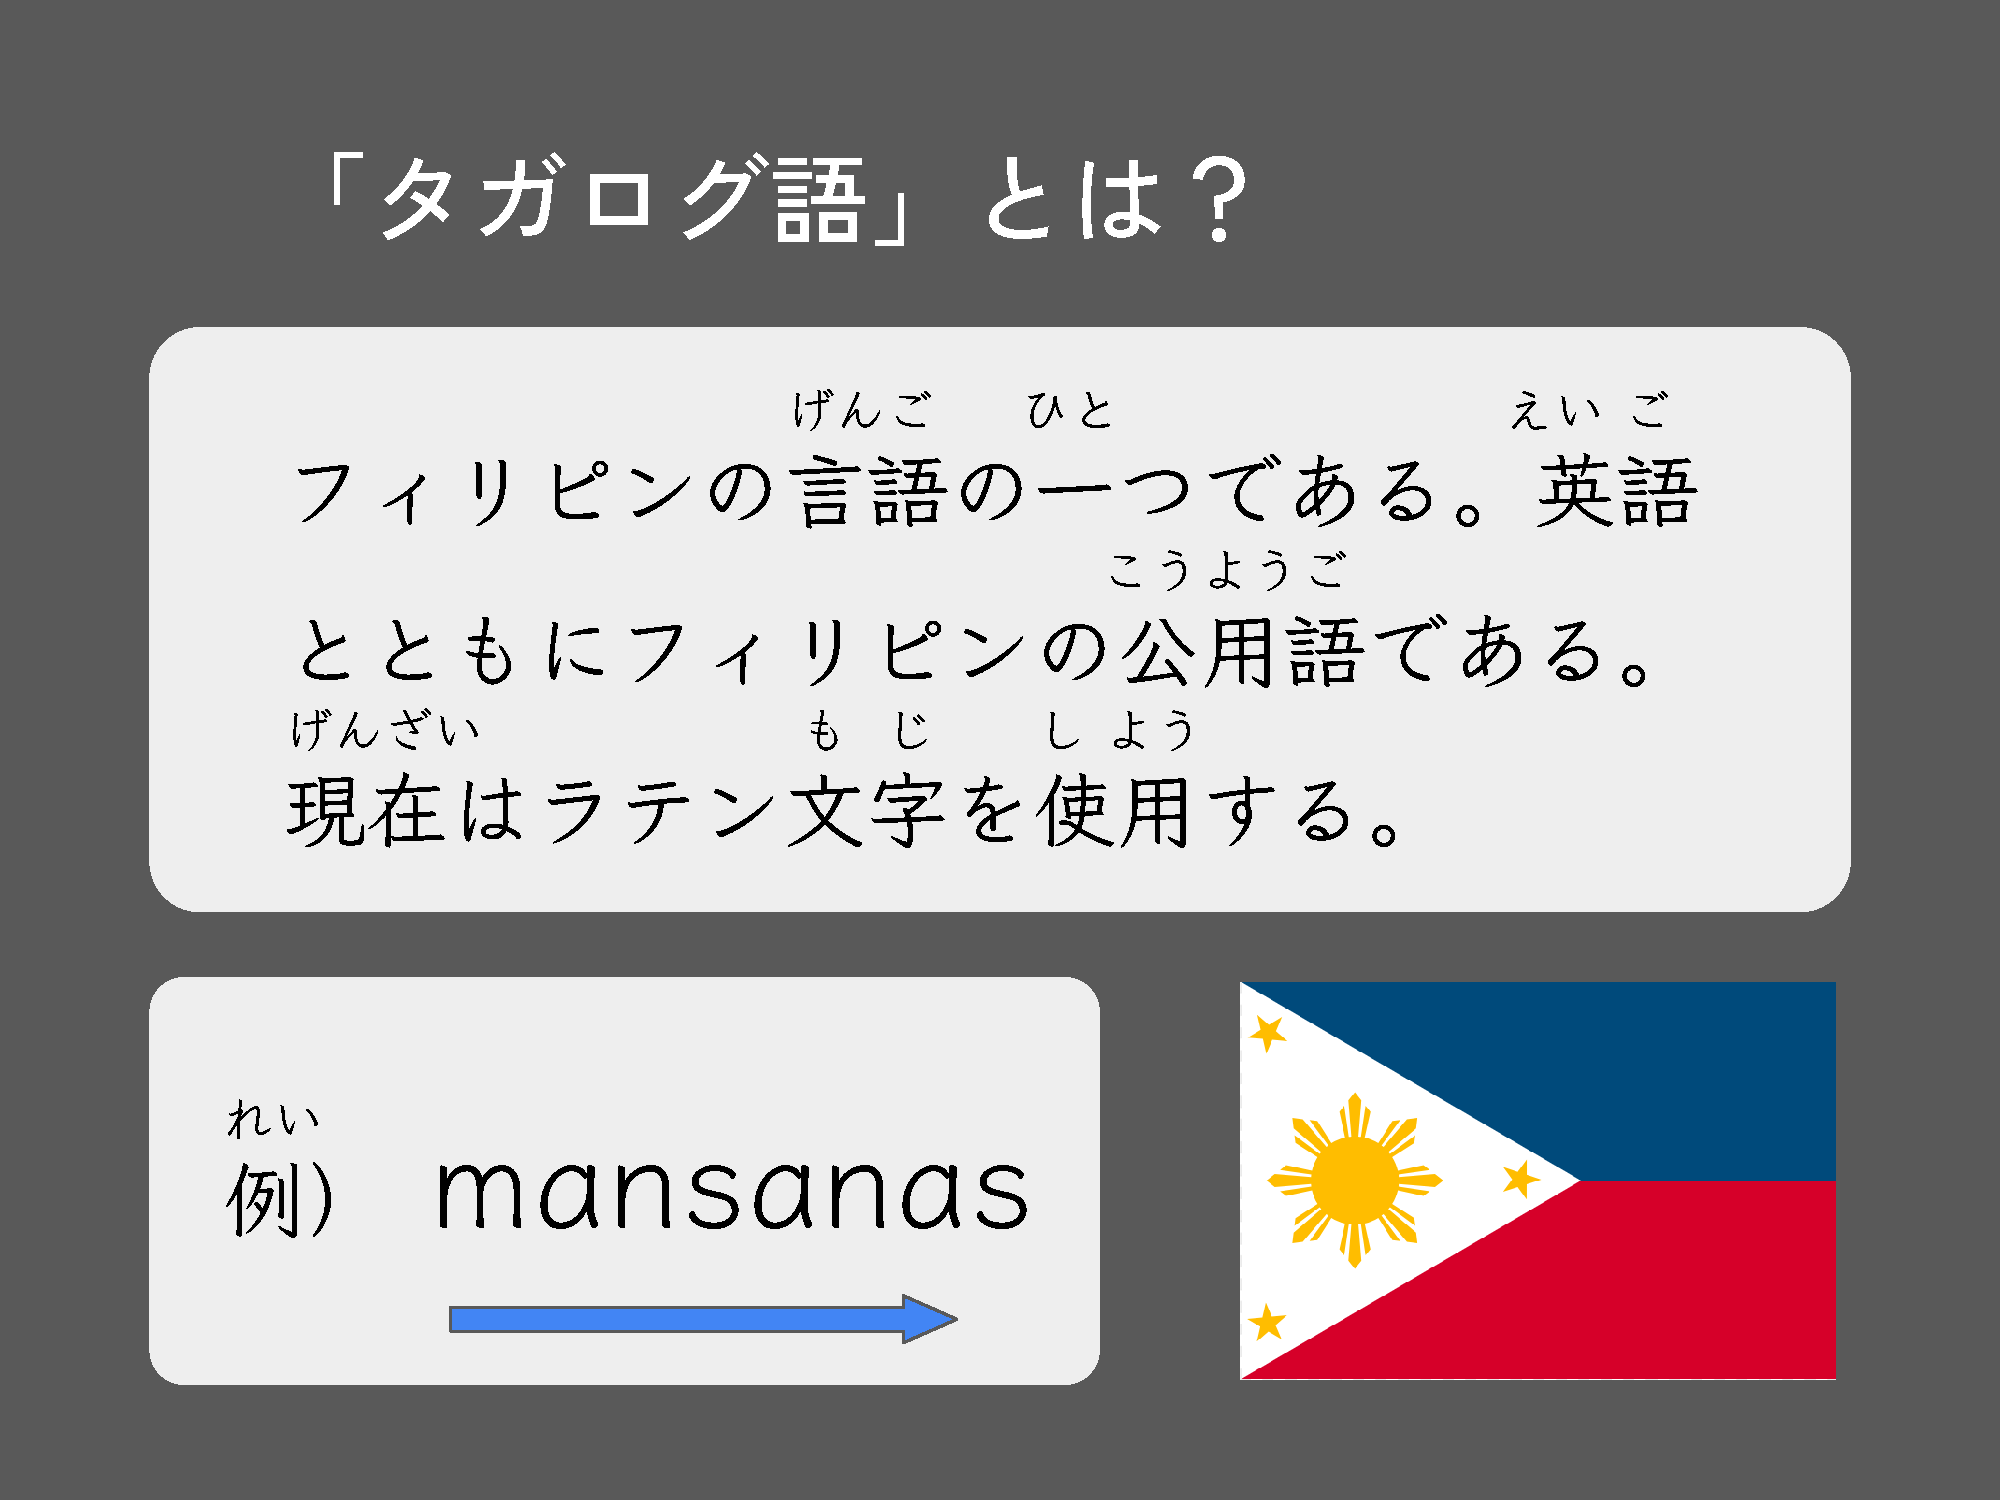 「タガログ語」とは？
げんご ひと えい ご
フィリピンの言語の一つである。英語
こうようご
とともにフィリピンの公用語である。
げんざい も じ し よう
現在はラテン文字を使用する。
れい
例) mansanas